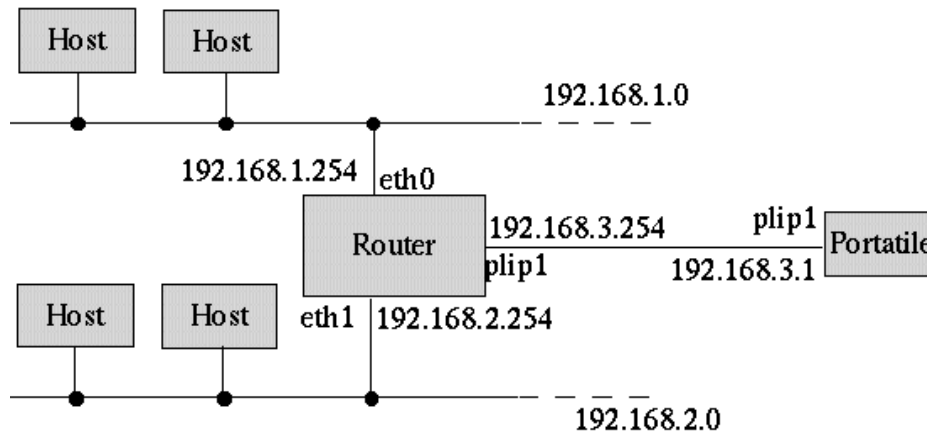 Host
Host
192.168.1.0
192.168.1.254
eth0
192.168.3.254
plip1
Router
Portatile
plip1
192.168.3.1
Host
Host
eth1
192.168.2.254
192.168.2.0